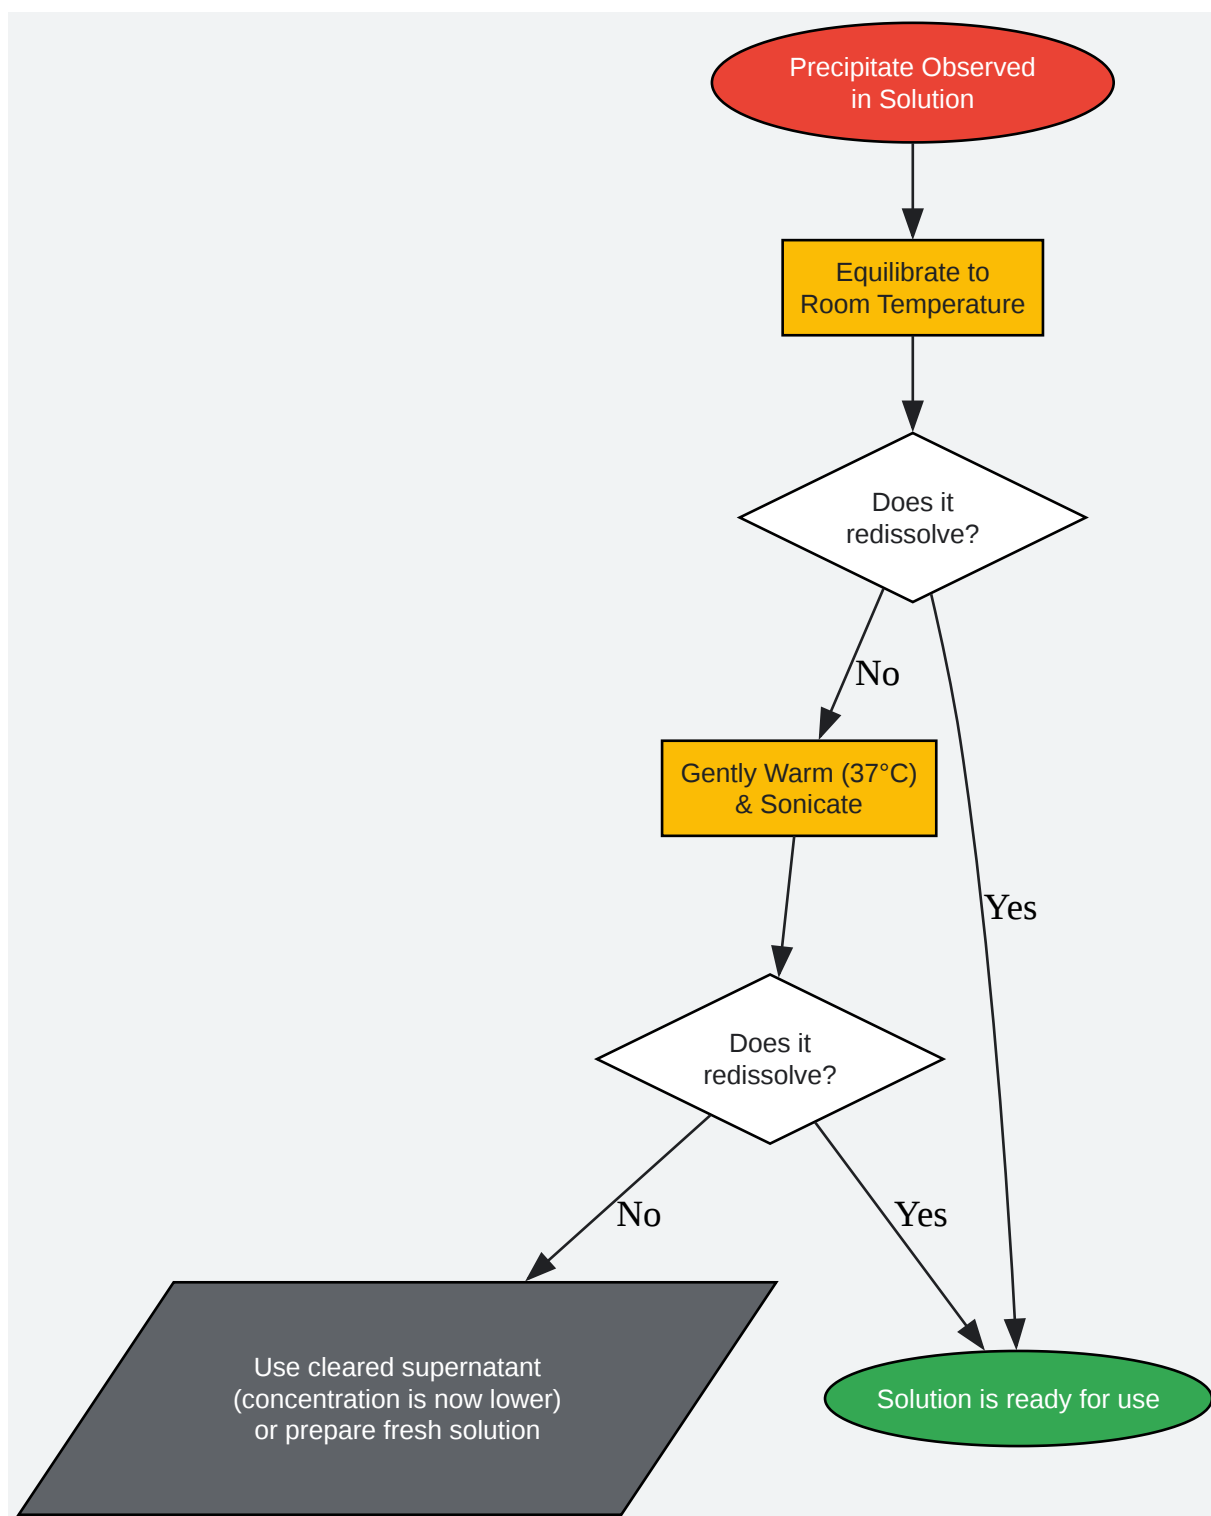 Precipitate Observed
in Solution
Equilibrate to
Room Temperature
Does it
redissolve?
No
Gently Warm (37°C)
& Sonicate
Yes
Does it
redissolve?
No
Yes
Use cleared supernatant
(concentration is now lower)
or prepare fresh solution
Solution is ready for use